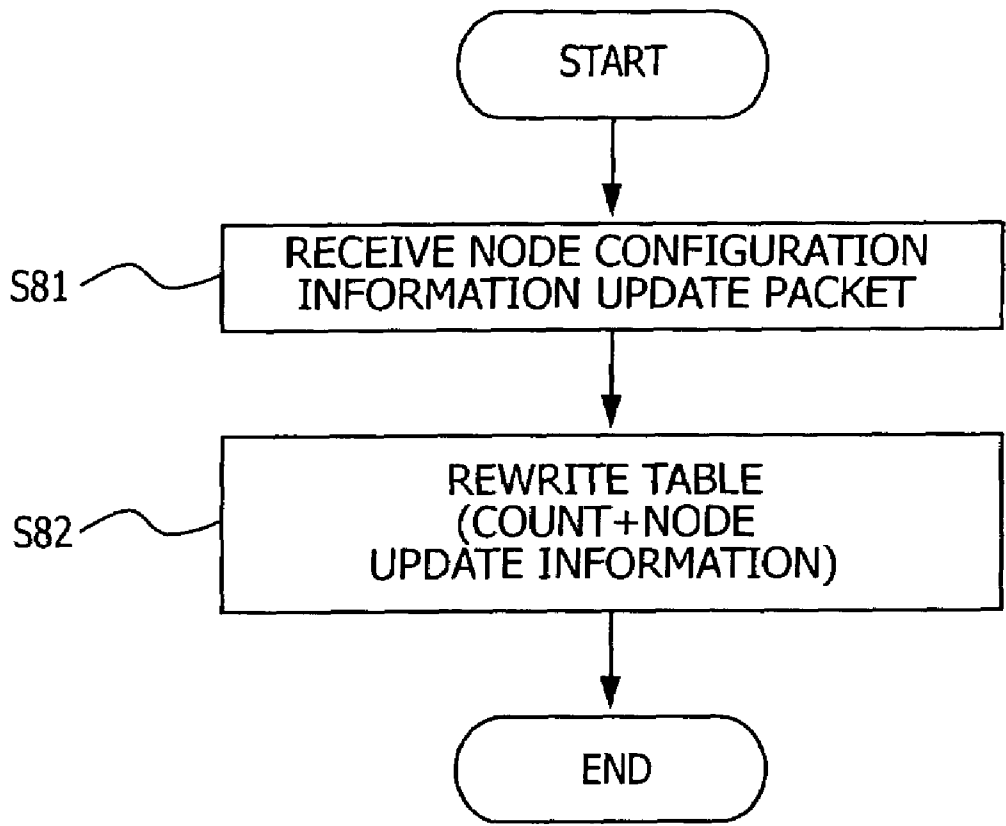 START
S81
RECEIVE NODE CONFIGURATION
INFORMATION UPDATE PACKET
S82
REWRITE TABLE
(COUNT+NODE
UPDATE INFORMATION)
END